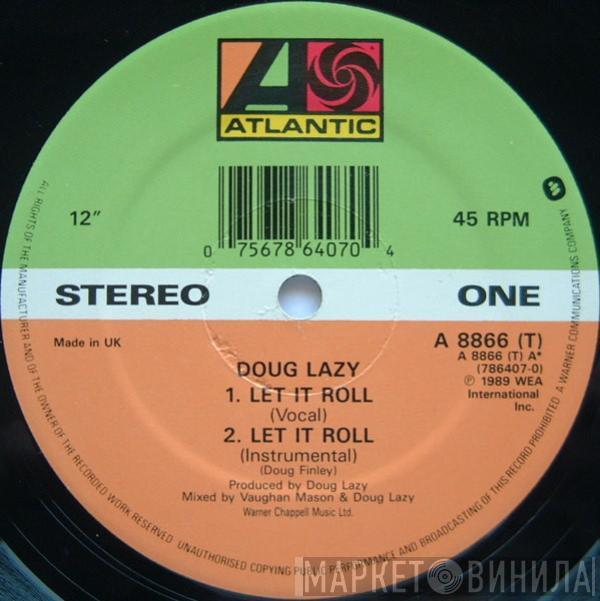 ATLANTIC
12"
45 RPM
0 75678 64070 4
STEREO
ONE
Made in UK
A 8866 (T)
A 8866 (T) A*
(786407-0)
℗ 1989 WEA
International
Inc.
DOUG LAZY
1. LET IT ROLL
(Vocal)
2. LET IT ROLL
(Instrumental)
(Doug Finley)
Produced by Doug Lazy
Mixed by Vaughan Mason & Doug Lazy
Warner Chappell Music Ltd.
ALL RIGHTS OF THE MANUFACTURER AND OF THE OWNER OF THE RECORDED WORK RESERVED UNAUTHORISED COPYING PUBLIC PERFORMANCE AND BROADCASTING OF THIS RECORD PROHIBITED A WARNER COMMUNICATIONS COMPANY
МАРКЕТ ВИНИЛА